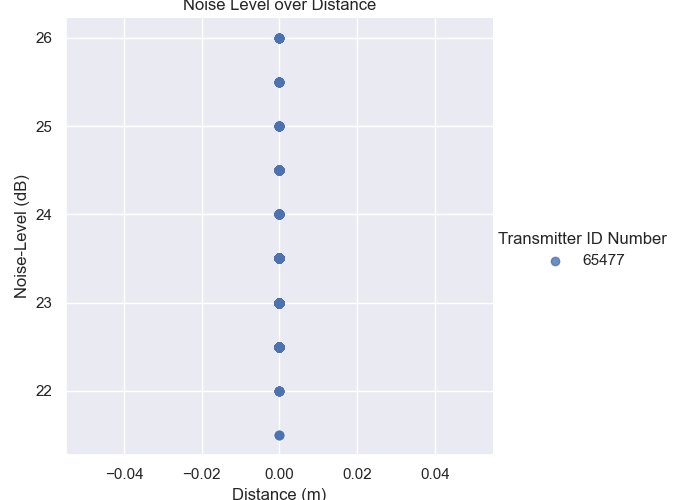 Noise Level over Distance
26
25
24
23
22
Noise-Level (dB)
−0.04
−0.02
0.00
0.02
0.04
Distance (m)
Transmitter ID Number
65477